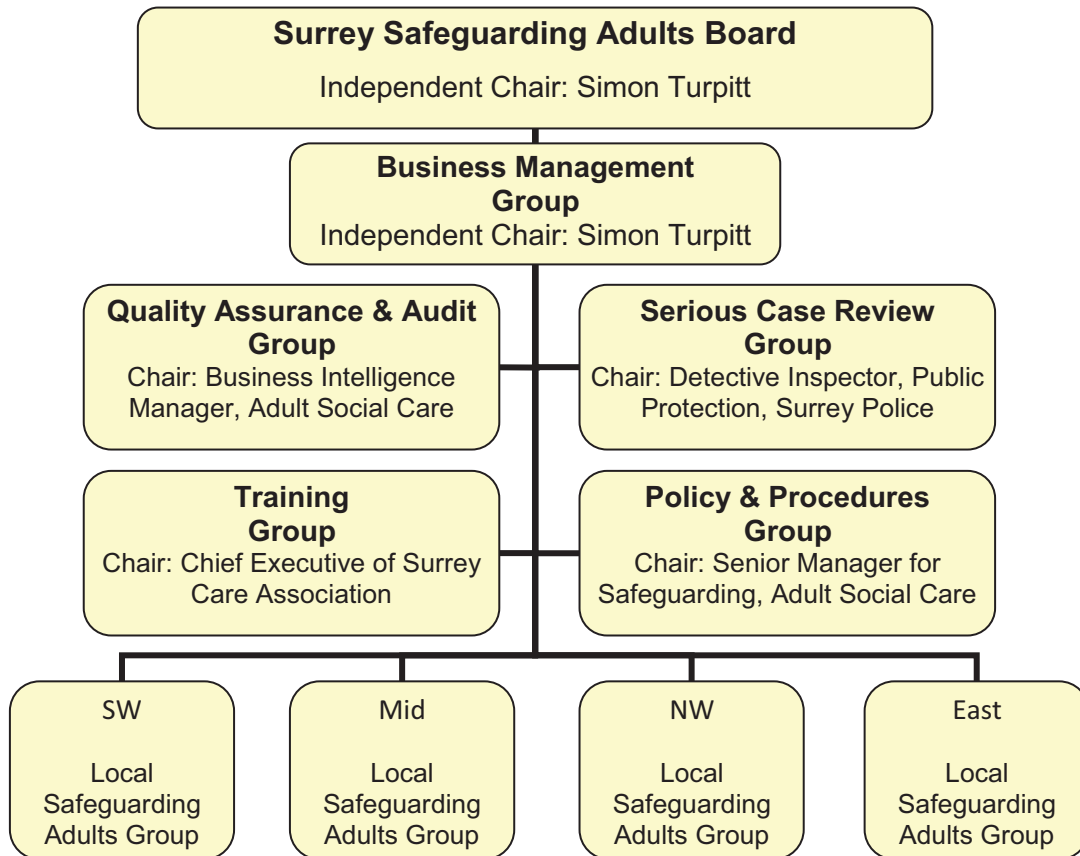 Surrey Safeguarding Adults Board
Independent Chair: Simon Turpitt
Business Management
Group
Independent Chair: Simon Turpitt
Quality Assurance & Audit
Group
Chair: Business Intelligence
Manager, Adult Social Care
Serious Case Review
Group
Chair: Detective Inspector, Public
Protection, Surrey Police
Training
Group
Chair: Chief Executive of Surrey
Care Association
Policy & Procedures
Group
Chair: Senior Manager for
Safeguarding, Adult Social Care
SW
Local
Safeguarding
Adults Group
Mid
Local
Safeguarding
Adults Group
NW
Local
Safeguarding
Adults Group
East
Local
Safeguarding
Adults Group